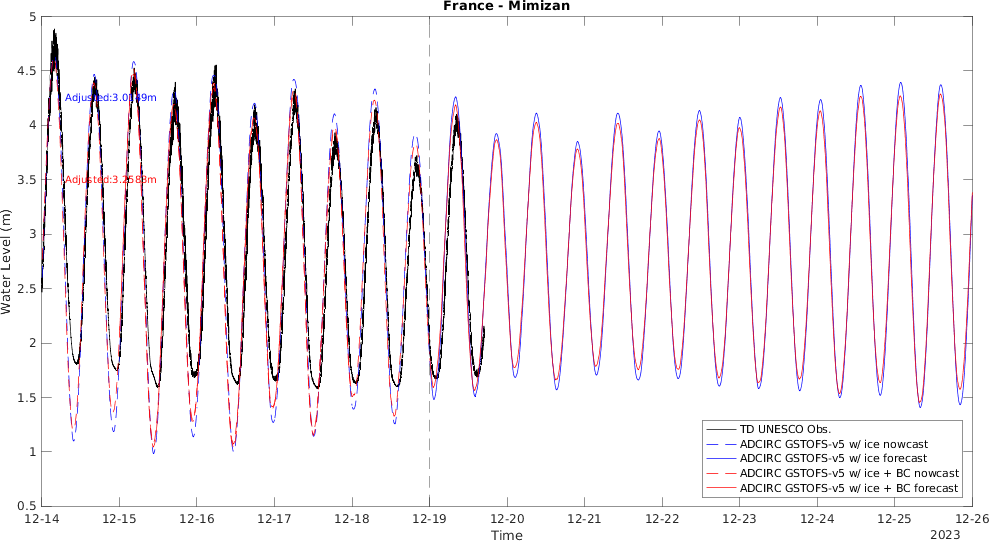 France - Mimizan
5
4.5
4
3.5
3
2.5
2
1.5
1
0.5
Water Level (m)
Adjusted:3.0149m
Adjusted:3.2583m
12-14
12-15
12-16
12-17
12-18
12-19
12-20
12-21
12-22
12-23
12-24
12-25
12-26
Time
2023
TD UNESCO Obs.
ADCIRC GSTOFS-v5 w/ ice nowcast
ADCIRC GSTOFS-v5 w/ ice forecast
ADCIRC GSTOFS-v5 w/ ice + BC nowcast
ADCIRC GSTOFS-v5 w/ ice + BC forecast